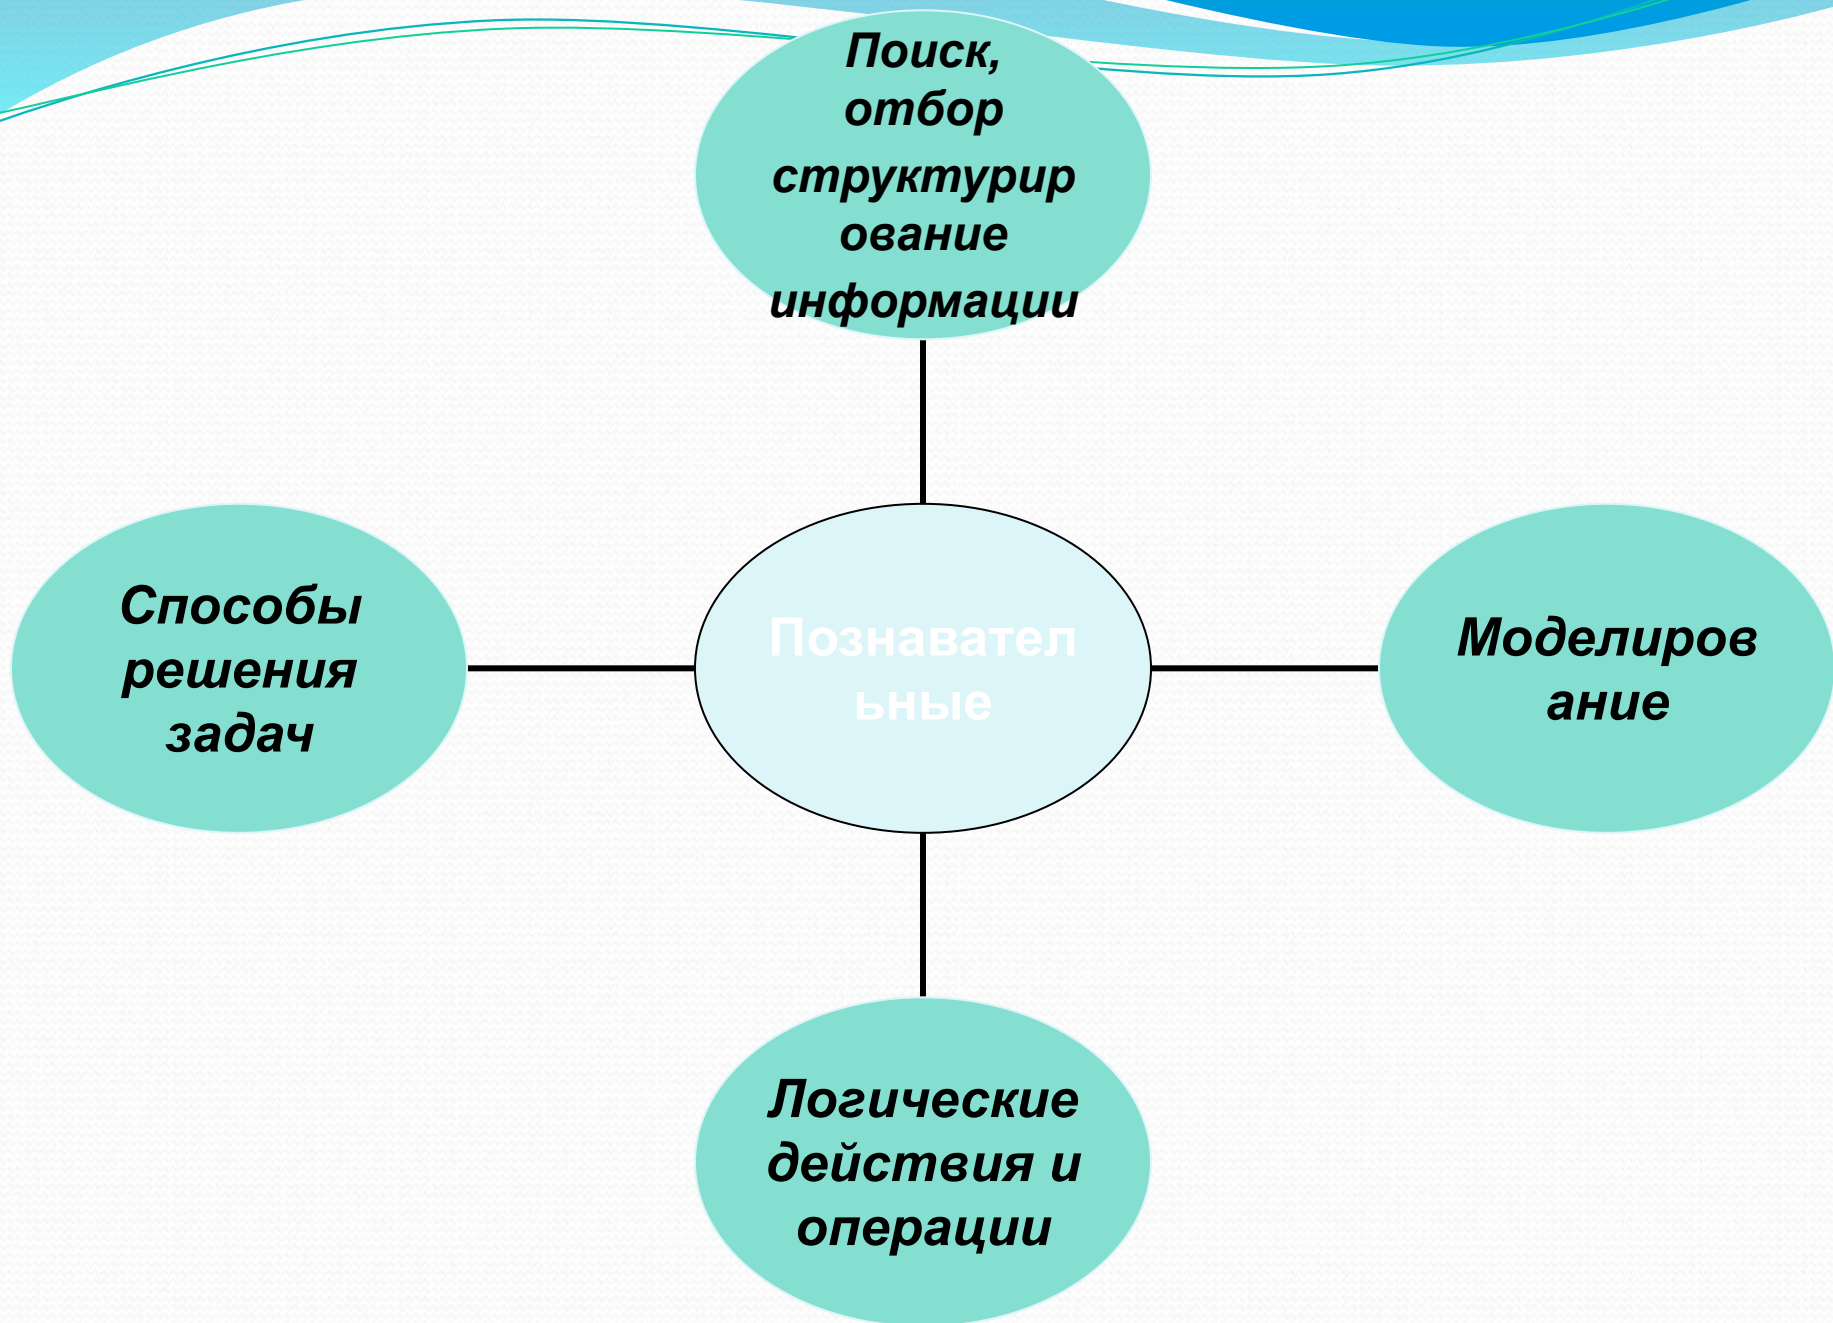 Поиск,
отбор
структурир
ование
информации
Способы
решения
задач
Познавател
ьные
Моделиров
ание
Логические
действия и
операции